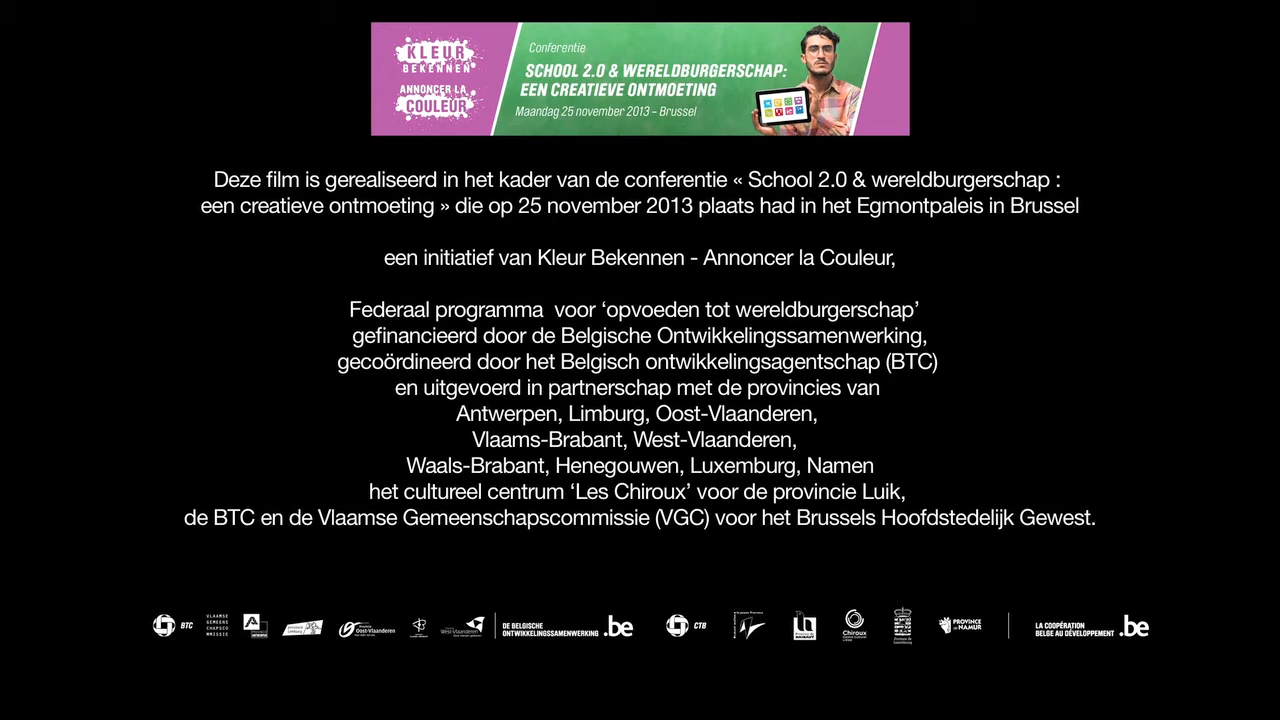 KLEUR
BEKENNEN
ANNONCER LA
COULEUR
Conferentie
SCHOOL 2.0 & WERELDBURGERSCHAP:
EEN CREATIEVE ONTMOETING
Maandag 25 november 2013 – Brussel
Deze film is gerealiseerd in het kader van de conferentie « School 2.0 & wereldburgerschap :
een creatieve ontmoeting » die op 25 november 2013 plaats had in het Egmontpaleis in Brussel
een initiatief van Kleur Bekennen - Annoncer la Couleur,
Federaal programma voor ‘opvoeden tot wereldburgerschap’
gefinancieerd door de Belgische Ontwikkelingssamenwerking,
gecoördineerd door het Belgisch ontwikkelingsagentschap (BTC)
en uitgevoerd in partnerschap met de provincies van
Antwerpen, Limburg, Oost-Vlaanderen,
Vlaams-Brabant, West-Vlaanderen,
Waals-Brabant, Henegouwen, Luxemburg, Namen
het cultureel centrum ‘Les Chiroux’ voor de provincie Luik,
de BTC en de Vlaamse Gemeenschapscommissie (VGC) voor het Brussels Hoofdstedelijk Gewest.
BTC
VLAAMSE
GEMEENS
CHAPSCO
MMISSIE
Oost-Vlaanderen
West-Vlaanderen
DE BELGISCHE
ONTWIKKELINGSSAMENWERKING
.be
CTB
Chiroux
PROVINCE
DE NAMUR
LA COOPÉRATION
BELGE AU DÉVELOPPEMENT
.be